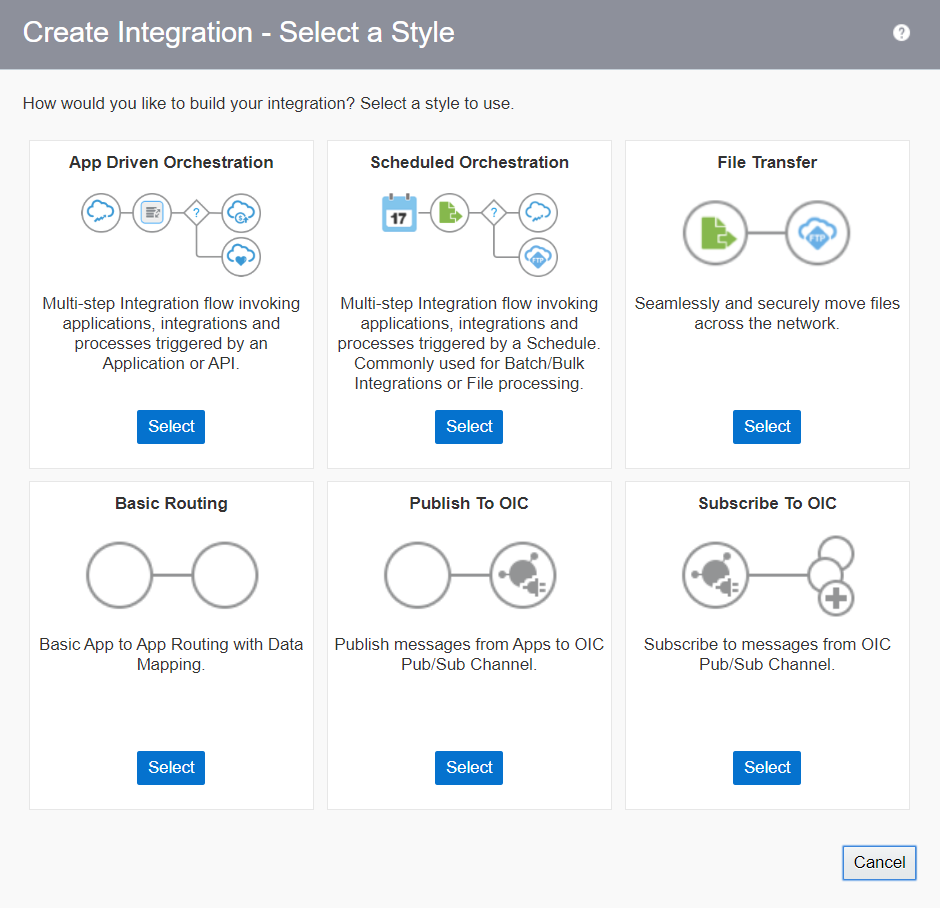 Create Integration - Select a Style
?
How would you like to build your integration? Select a style to use.
App Driven Orchestration
?
$
Multi-step Integration flow invoking
applications, integrations and
processes triggered by an
Application or API.
Select
Scheduled Orchestration
17
?
FTP
Multi-step Integration flow invoking
applications, integrations and
processes triggered by a Schedule.
Commonly used for Batch/Bulk
Integrations or File processing.
Select
File Transfer
FTP
Seamlessly and securely move files
across the network.
Select
Basic Routing
Basic App to App Routing with Data
Mapping.
Select
Publish To OIC
Publish messages from Apps to OIC
Pub/Sub Channel.
Select
Subscribe To OIC
Subscribe to messages from OIC
Pub/Sub Channel.
Select
Cancel